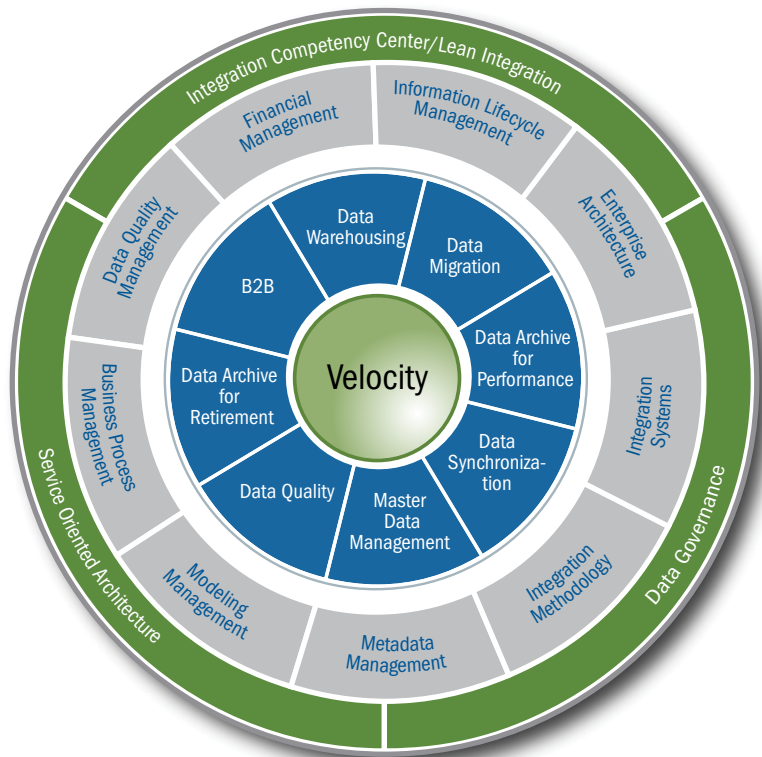 Integration Competency Center/Lean Integration
Financial
Management
Information Lifecycle
Management
Enterprise
Architecture
Integration
Systems
Integration
Methodology
Metadata
Management
Modeling
Management
Business Process
Management
Data Quality
Management
Service Oriented Architecture
Data Governance
Data
Warehousing
Data
Migration
Data Archive
for
Performance
Data
Synchroniza-
tion
Master
Data
Management
Data Quality
Data Archive
for
Retirement
B2B
Velocity